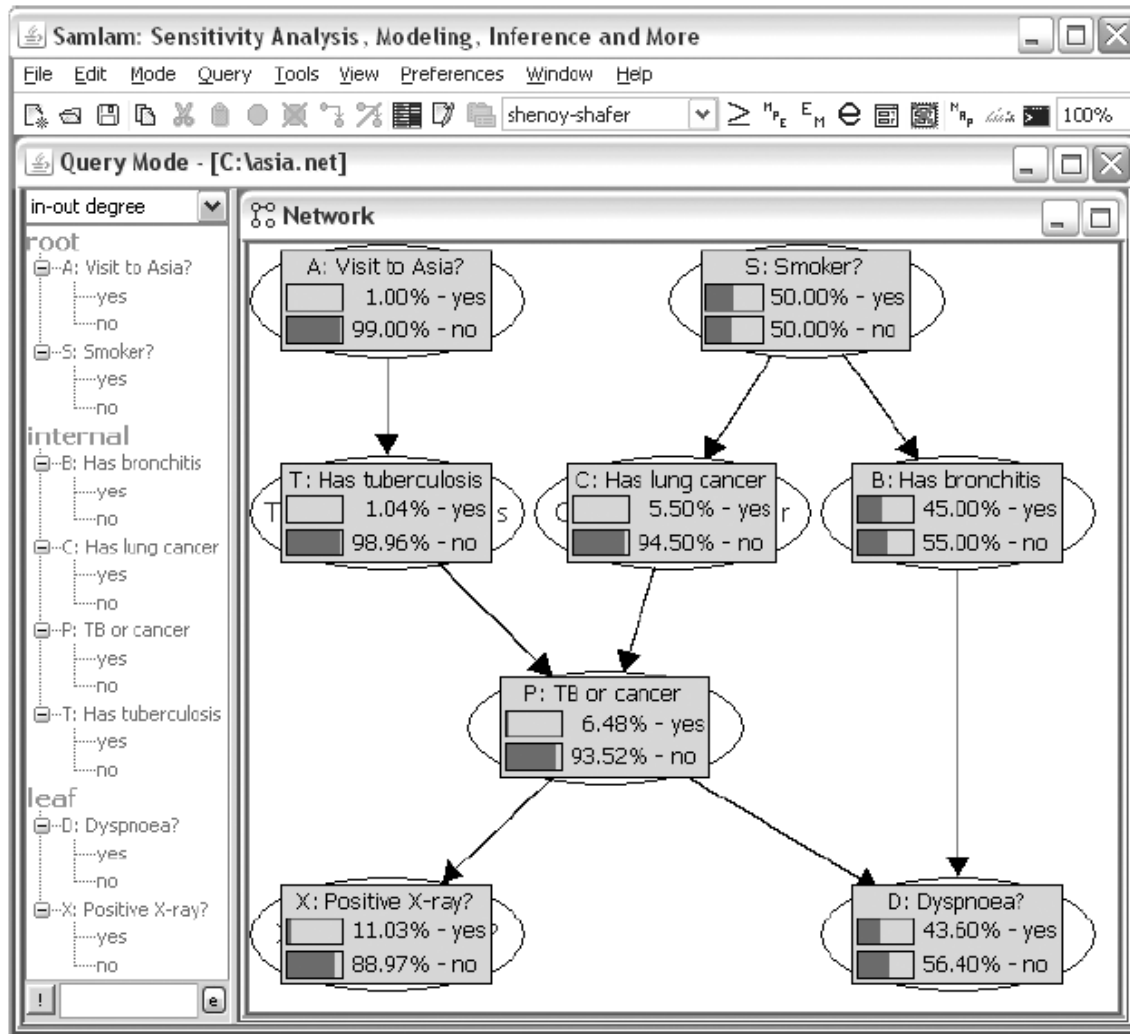 SamIam: Sensitivity Analysis, Modeling, Inference and More
File Edit Mode Query Tools View Preferences Window Help
shenoy-shafer
MPE
EM
MAP
100%
Query Mode - [C:\asia.net]
in-out degree
root
A: Visit to Asia?
yes
no
S: Smoker?
yes
no
internal
B: Has bronchitis
yes
no
C: Has lung cancer
yes
no
P: TB or cancer
yes
no
T: Has tuberculosis
yes
no
leaf
D: Dyspnoea?
yes
no
X: Positive X-ray?
yes
no
!
e
Network
A: Visit to Asia?
1.00% - yes
99.00% - no
S: Smoker?
50.00% - yes
50.00% - no
T: Has tuberculosis
1.04% - yes
98.96% - no
C: Has lung cancer
5.50% - yes
94.50% - no
B: Has bronchitis
45.00% - yes
55.00% - no
P: TB or cancer
6.48% - yes
93.52% - no
X: Positive X-ray?
11.03% - yes
88.97% - no
D: Dyspnoea?
43.60% - yes
56.40% - no